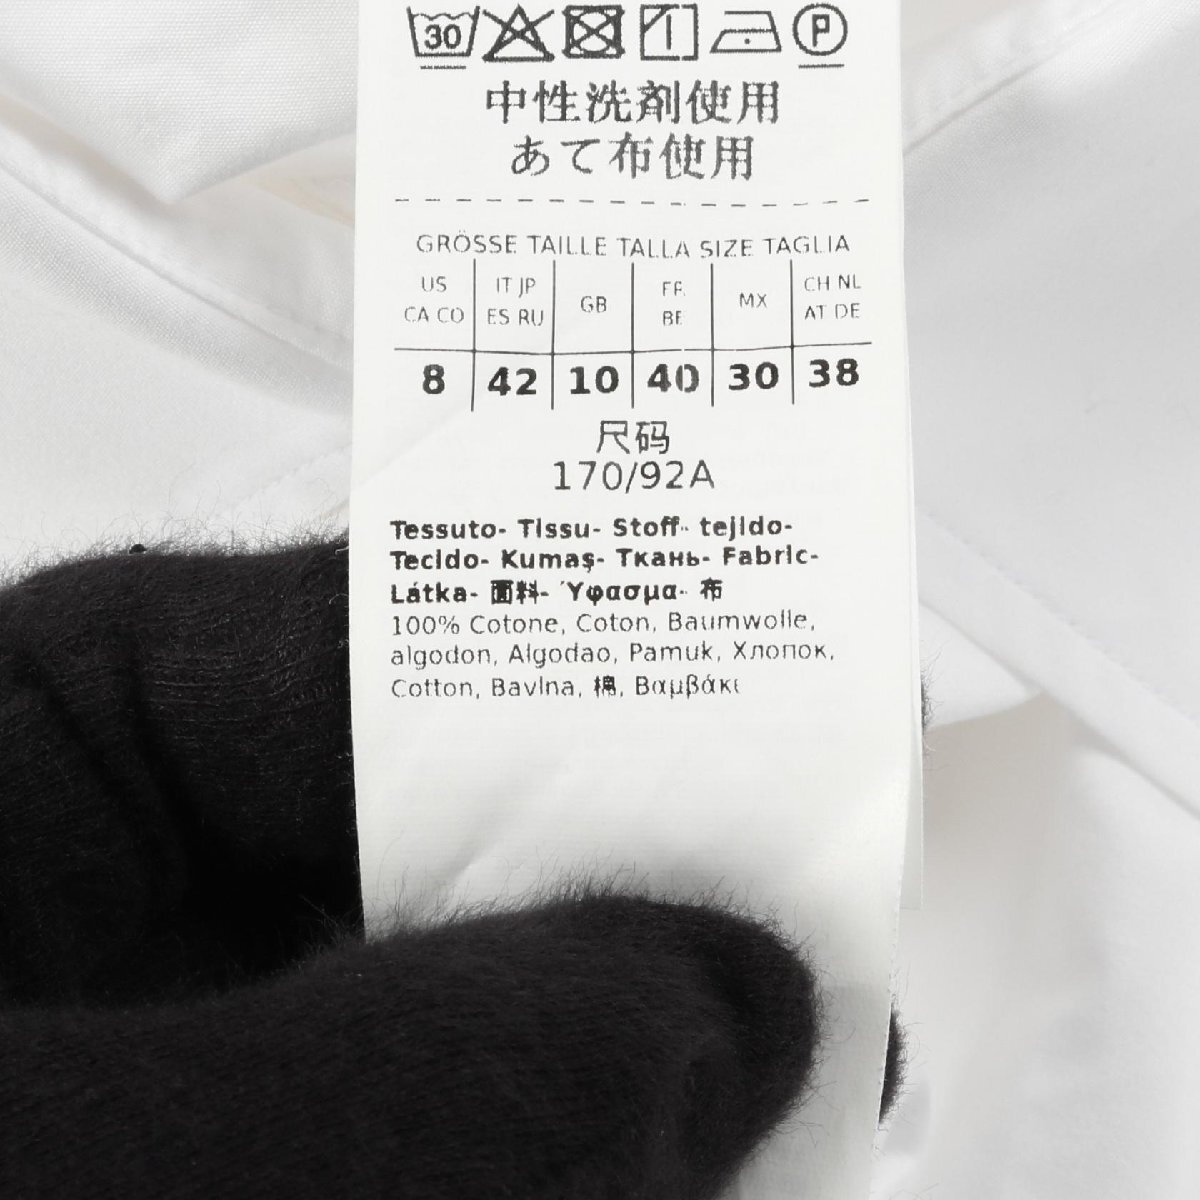 30 P
中性洗剤使用
あて布使用
GRÖSSE TAILLE TALLA SIZE TAGLIA
US IT JP GB FR MX CH NL
CA CO ES RU BE AT DE
8 42 10 40 30 38
尺码
170/92A
Tessuto- Tissu- Stoff- tejido-
Tecido- Kumaş- Ткань- Fabric-
Látka- 面料- Ύφασμα- 布
100% Cotone, Coton, Baumwolle,
algodon, Algodao, Pamuk, Хлопок,
Cotton, Bavlna, 棉, Βαμβάκι